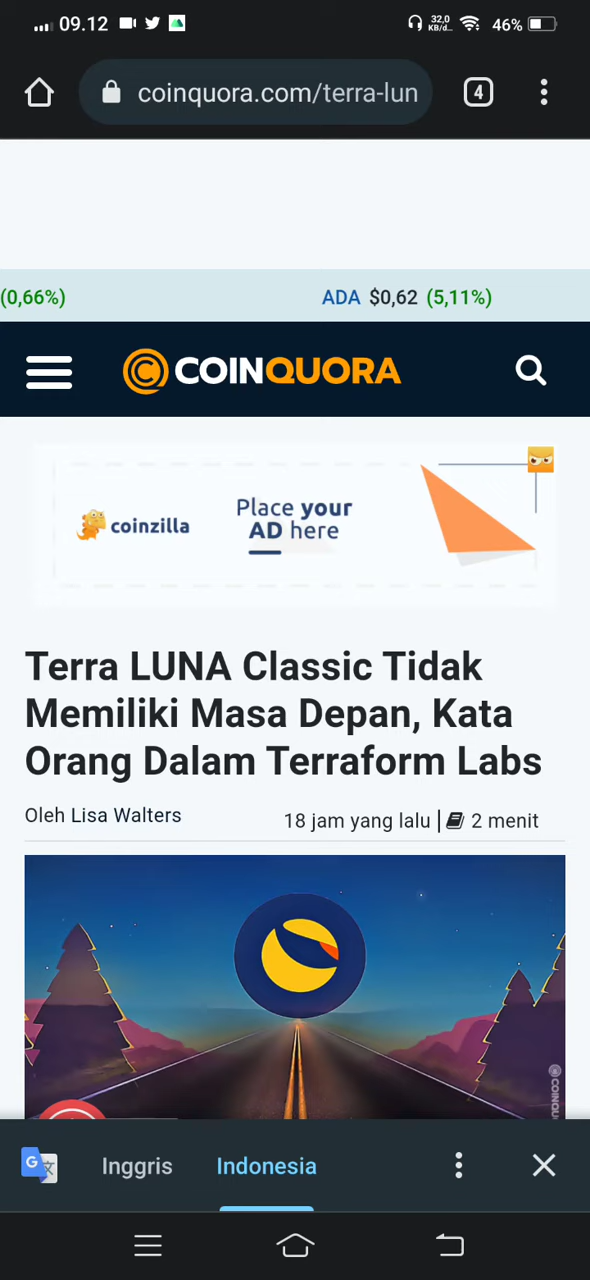 09.12
32,0
KB/d...
46%
coinquora.com/terra-lun
4
(0,66%)
ADA $0,62 (5,11%)
COINQUORA
coinzilla
Place your
AD here
Terra LUNA Classic Tidak
Memiliki Masa Depan, Kata
Orang Dalam Terraform Labs
Oleh Lisa Walters
18 jam yang lalu | 2 menit
COINQU
Inggris
Indonesia